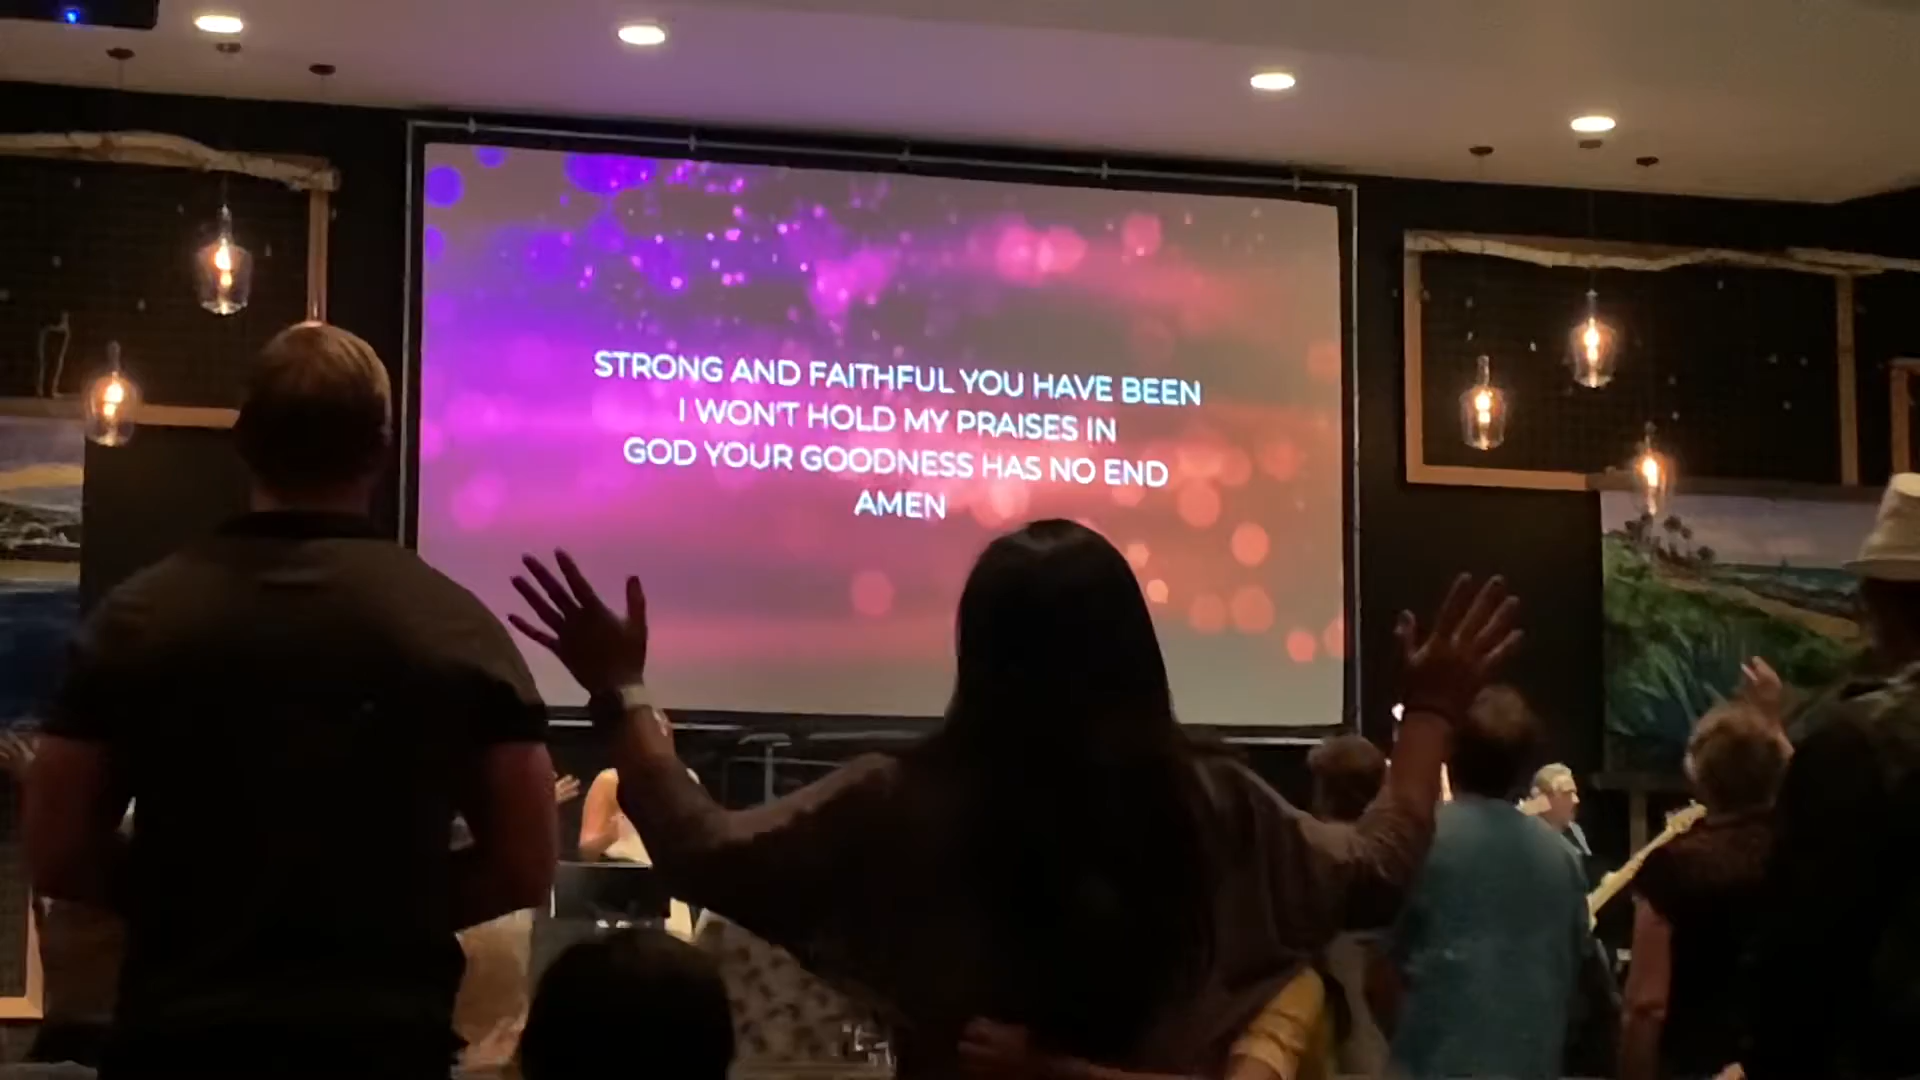 STRONG AND FAITHFUL YOU HAVE BEEN
I WON'T HOLD MY PRAISES IN
GOD YOUR GOODNESS HAS NO END
AMEN